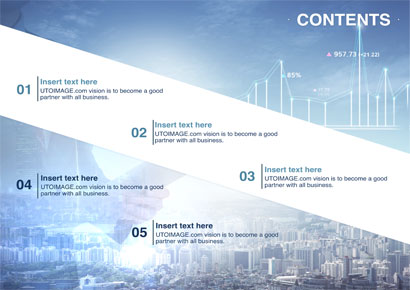 CONTENTS
957.73 (+21.22)
85%
01
Insert text here
UTOIMAGE.com vision is to become a good
partner with all business.
02
Insert text here
UTOIMAGE.com vision is to become a good
partner with all business.
03
Insert text here
UTOIMAGE.com vision is to become a good
partner with all business.
04
Insert text here
UTOIMAGE.com vision is to become a good
partner with all business.
05
Insert text here
UTOIMAGE.com vision is to become a good
partner with all business.